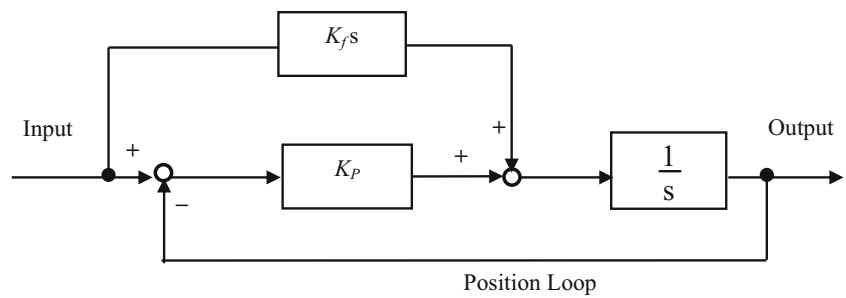 K_f s
Input
Output
+
+
+
K_P
1
s
−
Position Loop